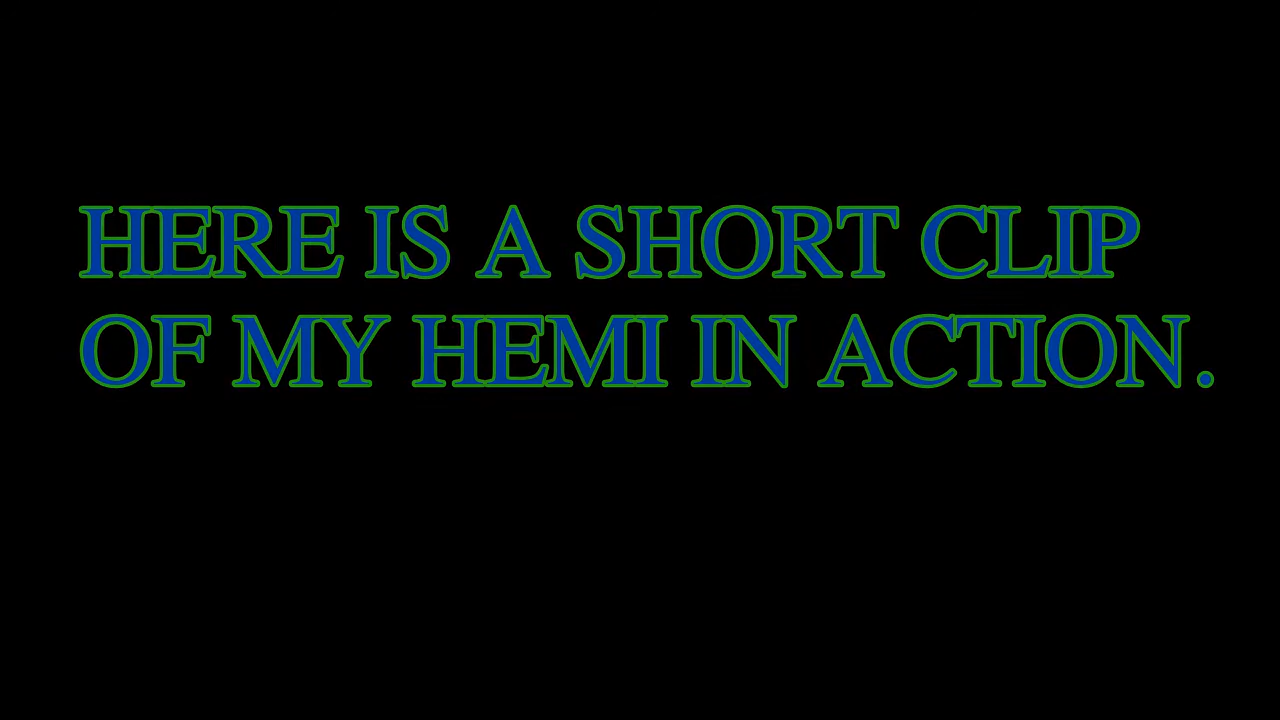 HERE IS A SHORT CLIP
OF MY HEMI IN ACTION.